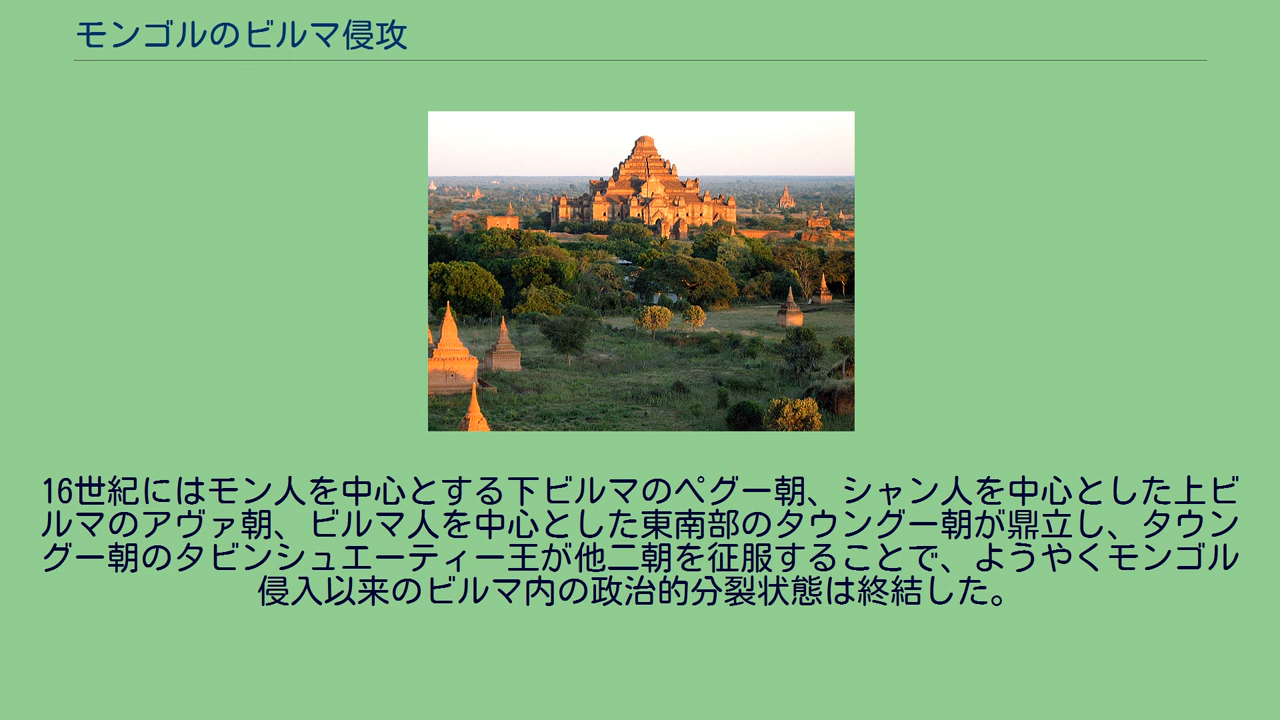 モンゴルのビルマ侵攻
16世紀にはモン人を中心とする下ビルマのペグー朝、シャン人を中心とした上ビ
ルマのアヴァ朝、ビルマ人を中心とした東南部のタウングー朝が鼎立し、タウン
グー朝のタビンシュエーティー王が他二朝を征服することで、ようやくモンゴル
侵入以来のビルマ内の政治的分裂状態は終結した。